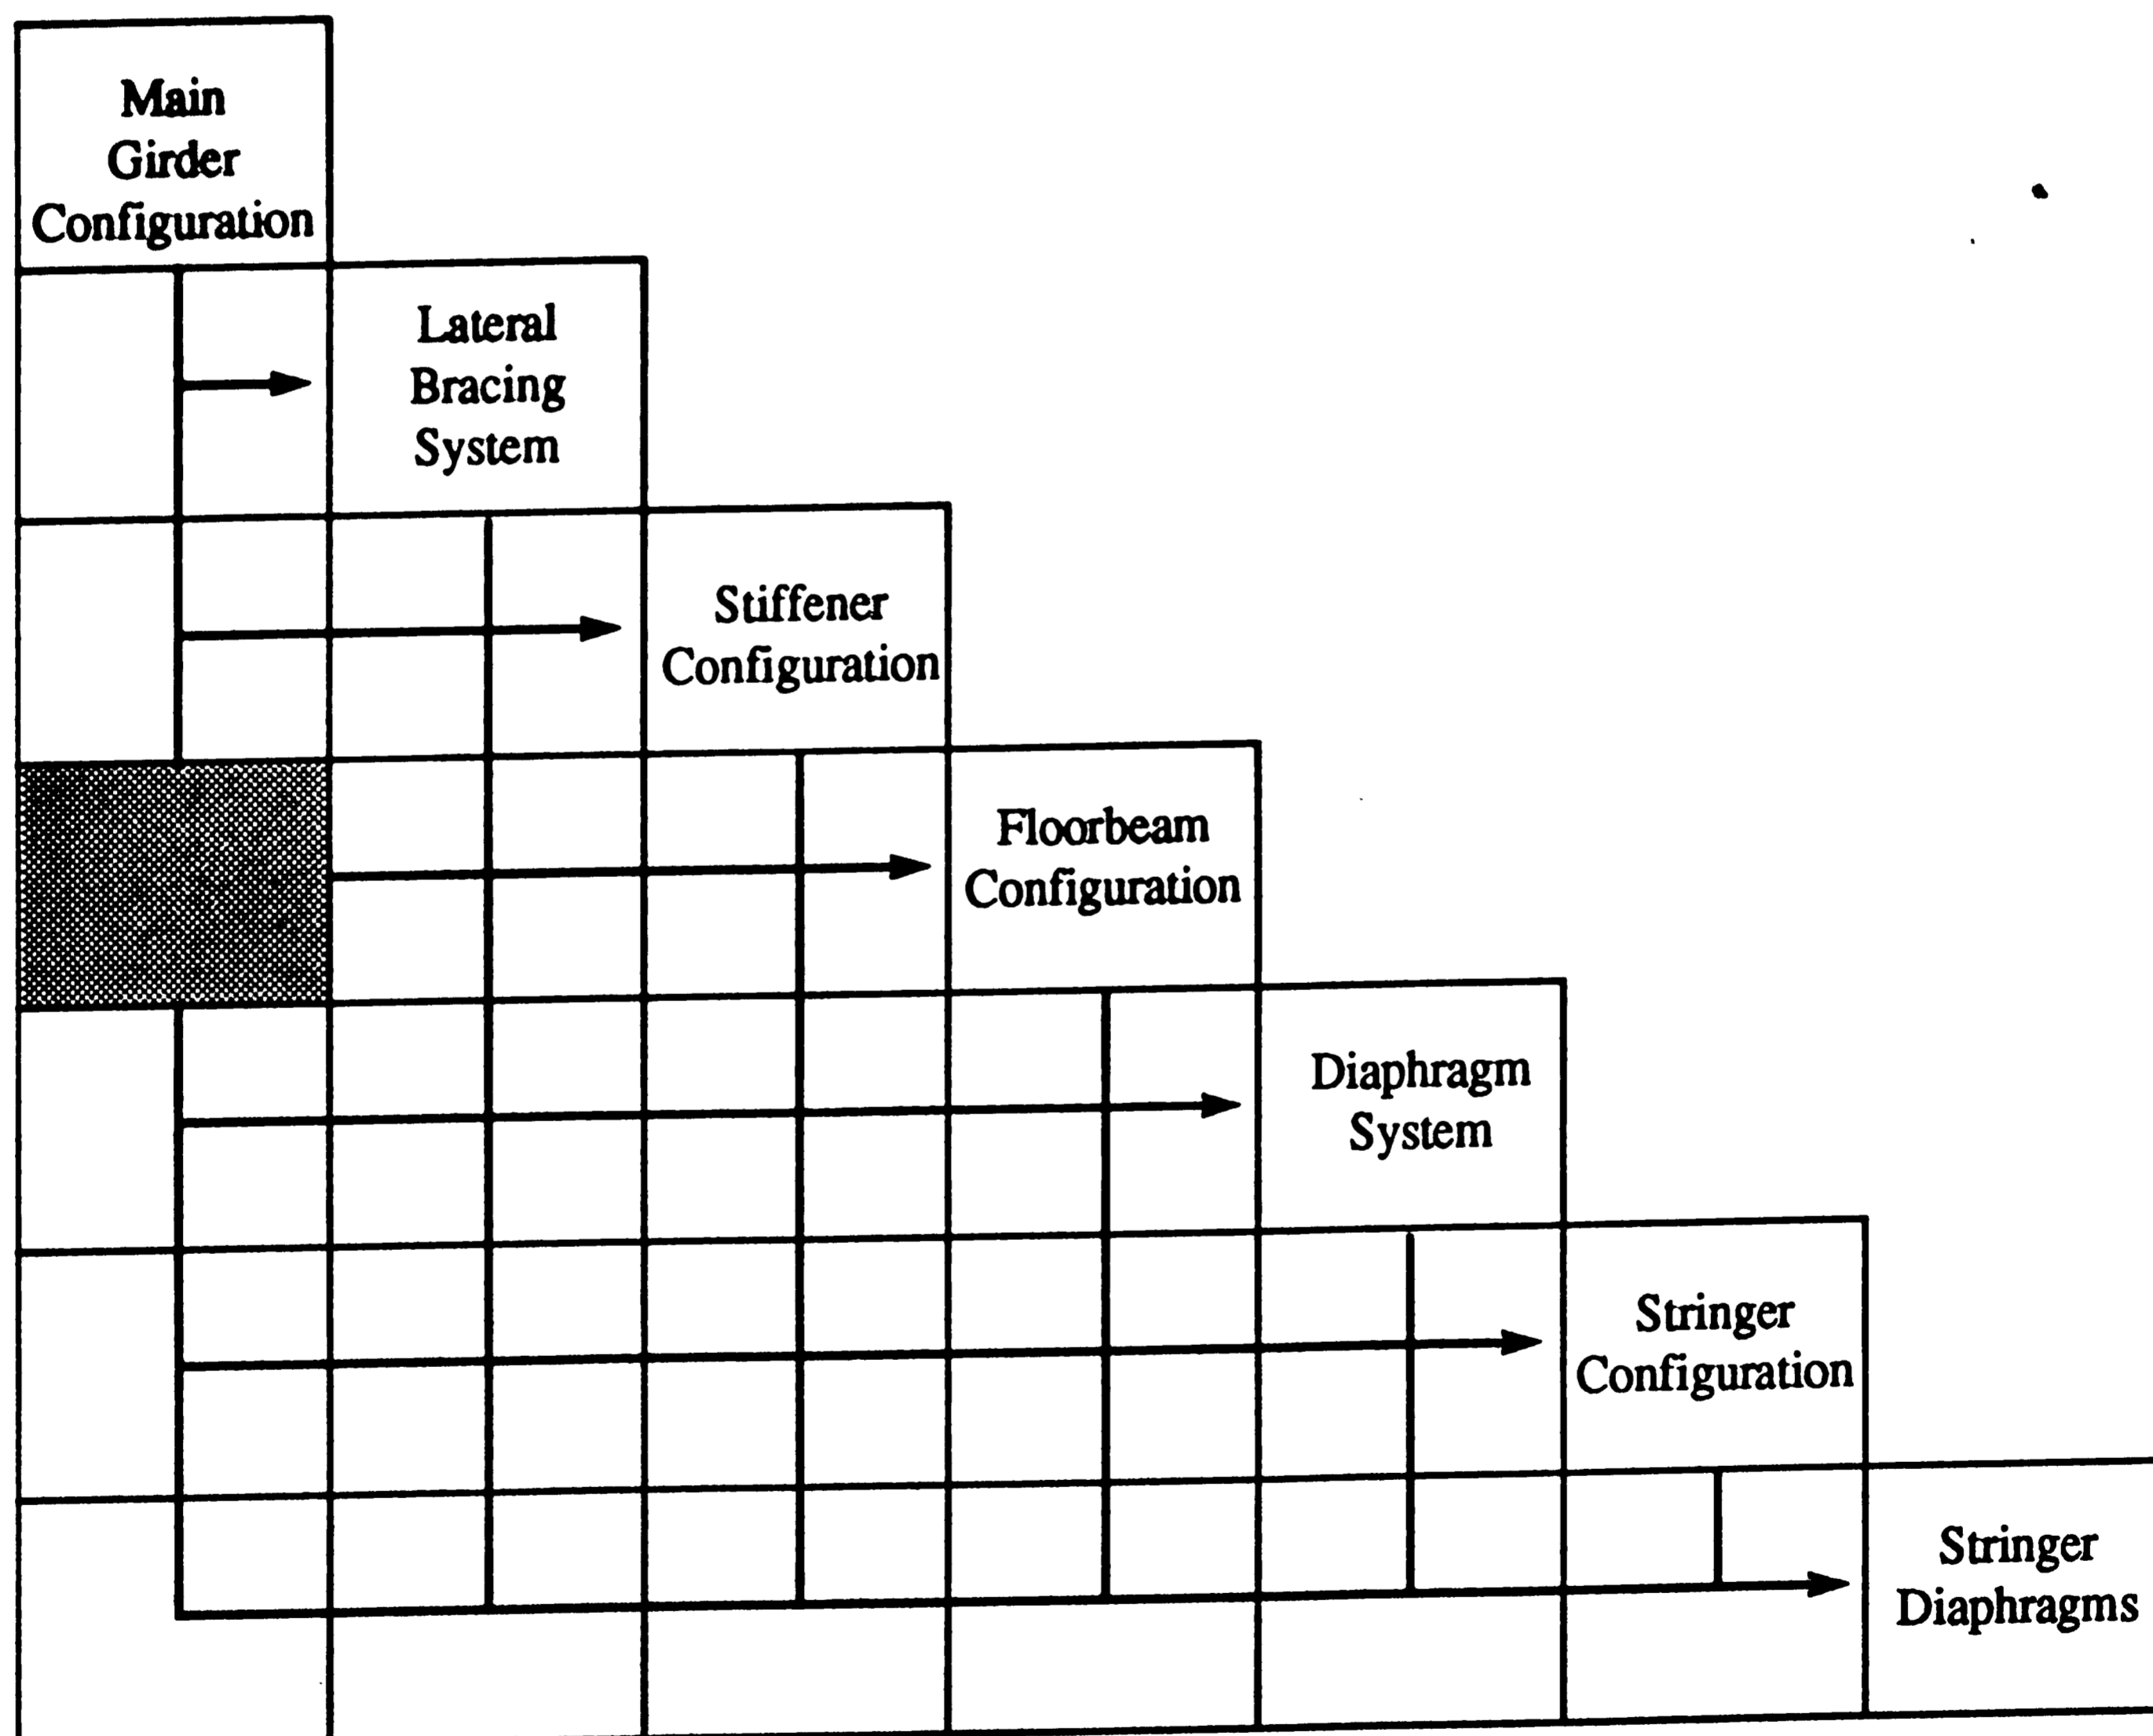 Main
Girder
Configuration
Lateral
Bracing
System
Stiffener
Configuration
Floorbeam
Configuration
Diaphragm
System
Stringer
Configuration
Stringer
Diaphragms